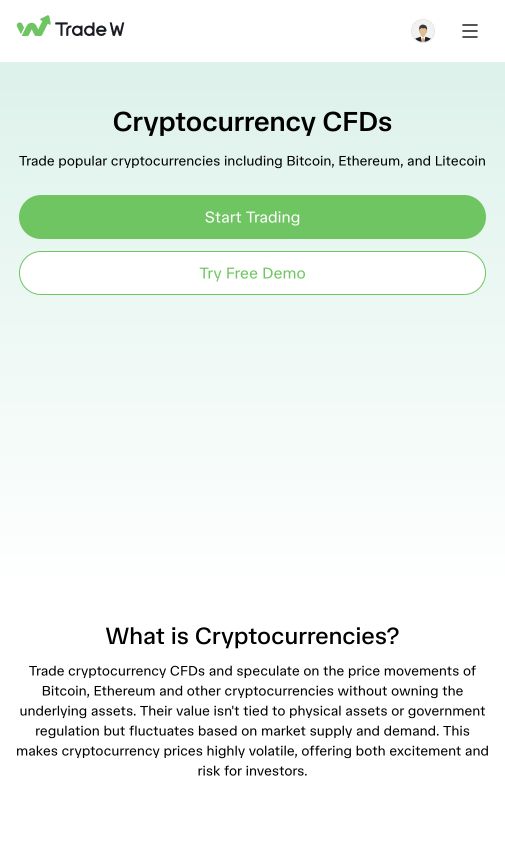 Trade W
Cryptocurrency CFDs
Trade popular cryptocurrencies including Bitcoin, Ethereum, and Litecoin
Start Trading
Try Free Demo
What is Cryptocurrencies?
Trade cryptocurrency CFDs and speculate on the price movements of
Bitcoin, Ethereum and other cryptocurrencies without owning the
underlying assets. Their value isn't tied to physical assets or government
regulation but fluctuates based on market supply and demand. This
makes cryptocurrency prices highly volatile, offering both excitement and
risk for investors.